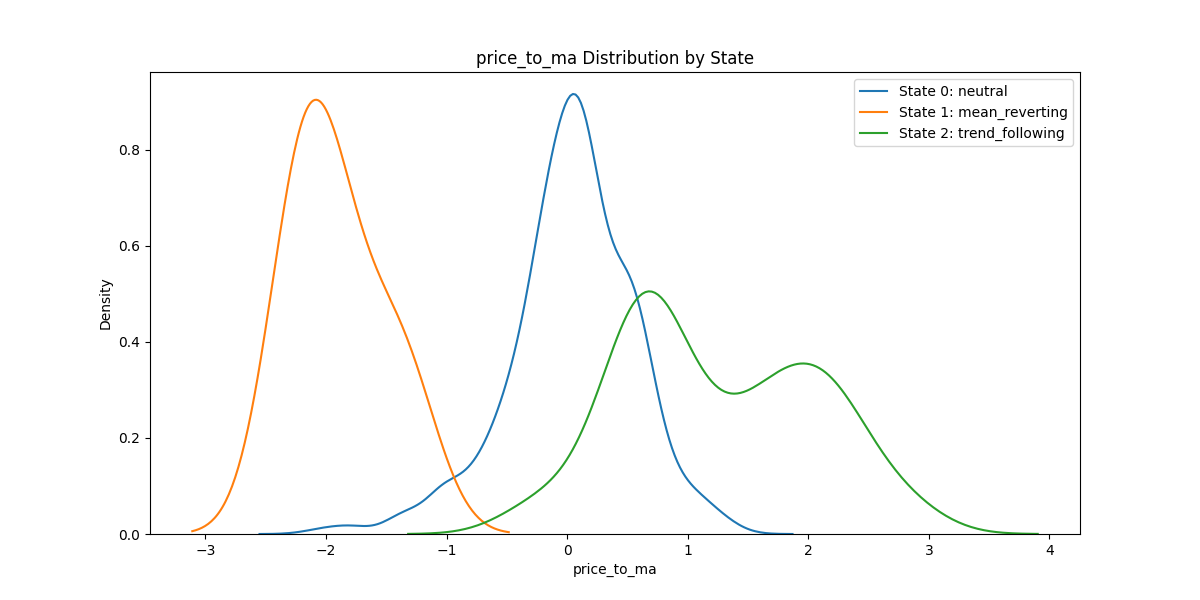 price_to_ma Distribution by State
State 0: neutral
State 1: mean_reverting
State 2: trend_following
Density
0.8
0.6
0.4
0.2
0.0
−3 −2 −1 0 1 2 3 4
price_to_ma